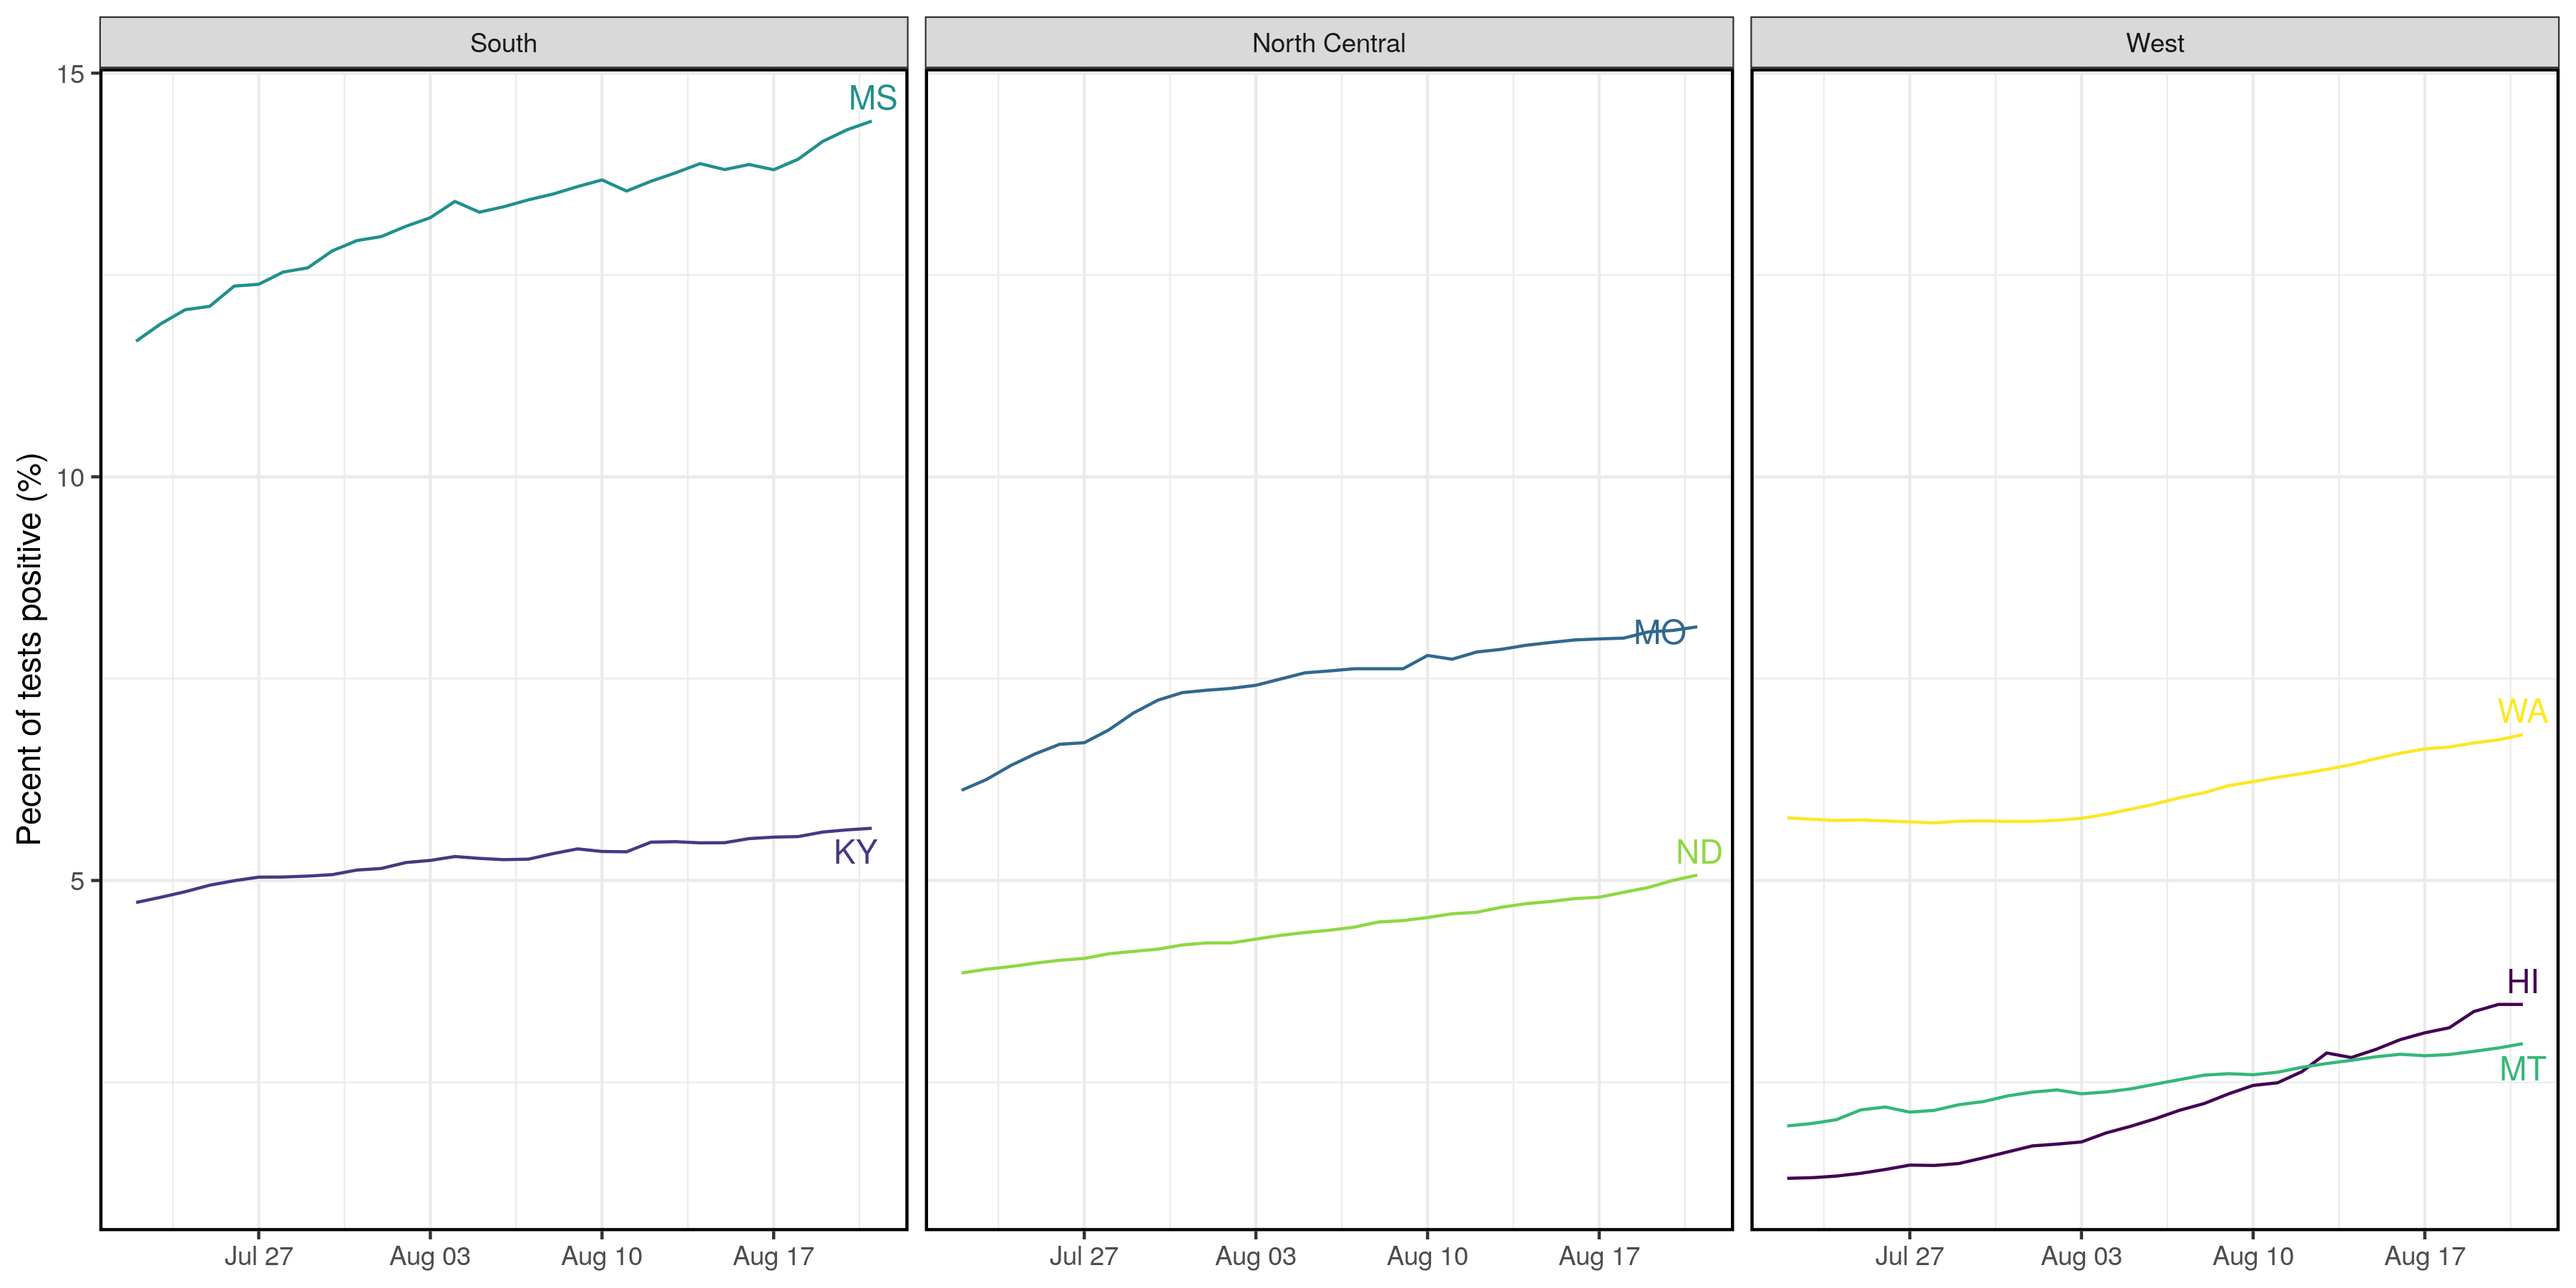 South
North Central
West
Pecent of tests positive (%)
15
10
5
MS
KY
MO
ND
WA
HI
MT
Jul 27
Aug 03
Aug 10
Aug 17
Jul 27
Aug 03
Aug 10
Aug 17
Jul 27
Aug 03
Aug 10
Aug 17